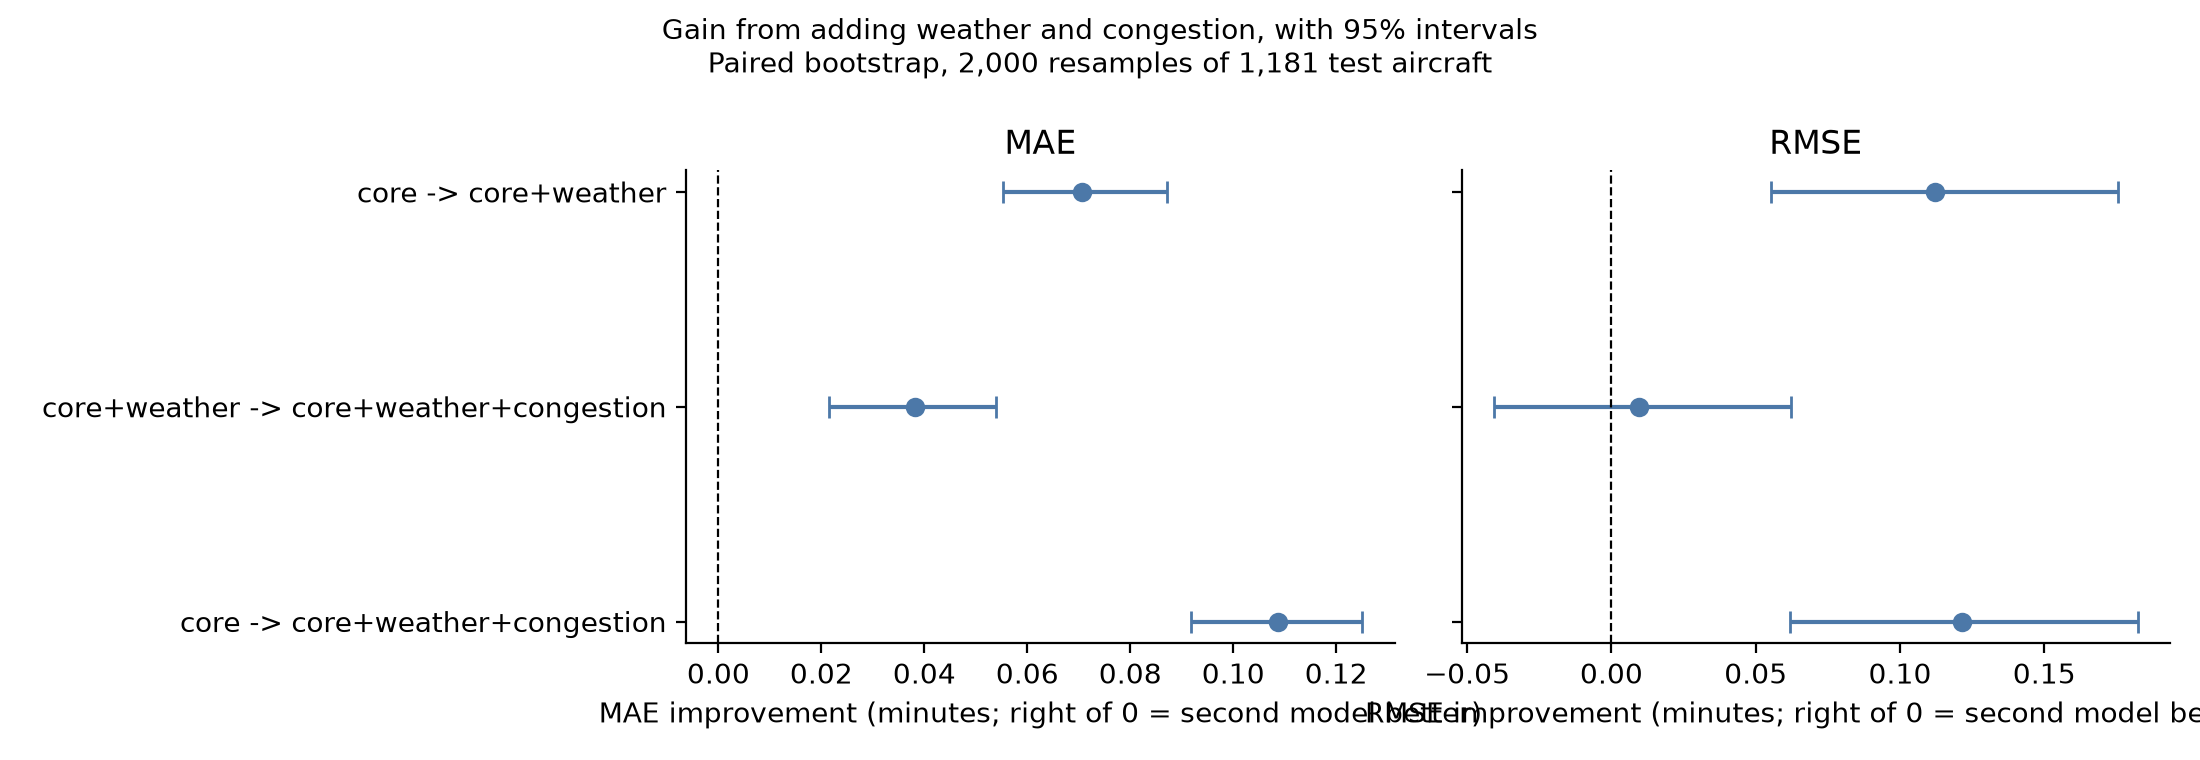 Gain from adding weather and congestion, with 95% intervals
Paired bootstrap, 2,000 resamples of 1,181 test aircraft
MAE
RMSE
core -> core+weather
core+weather -> core+weather+congestion
core -> core+weather+congestion
0.00 0.02 0.04 0.06 0.08 0.10 0.12
−0.05 0.00 0.05 0.10 0.15
MAE improvement (minutes; right of 0 = second model better)
RMSE improvement (minutes; right of 0 = second model be